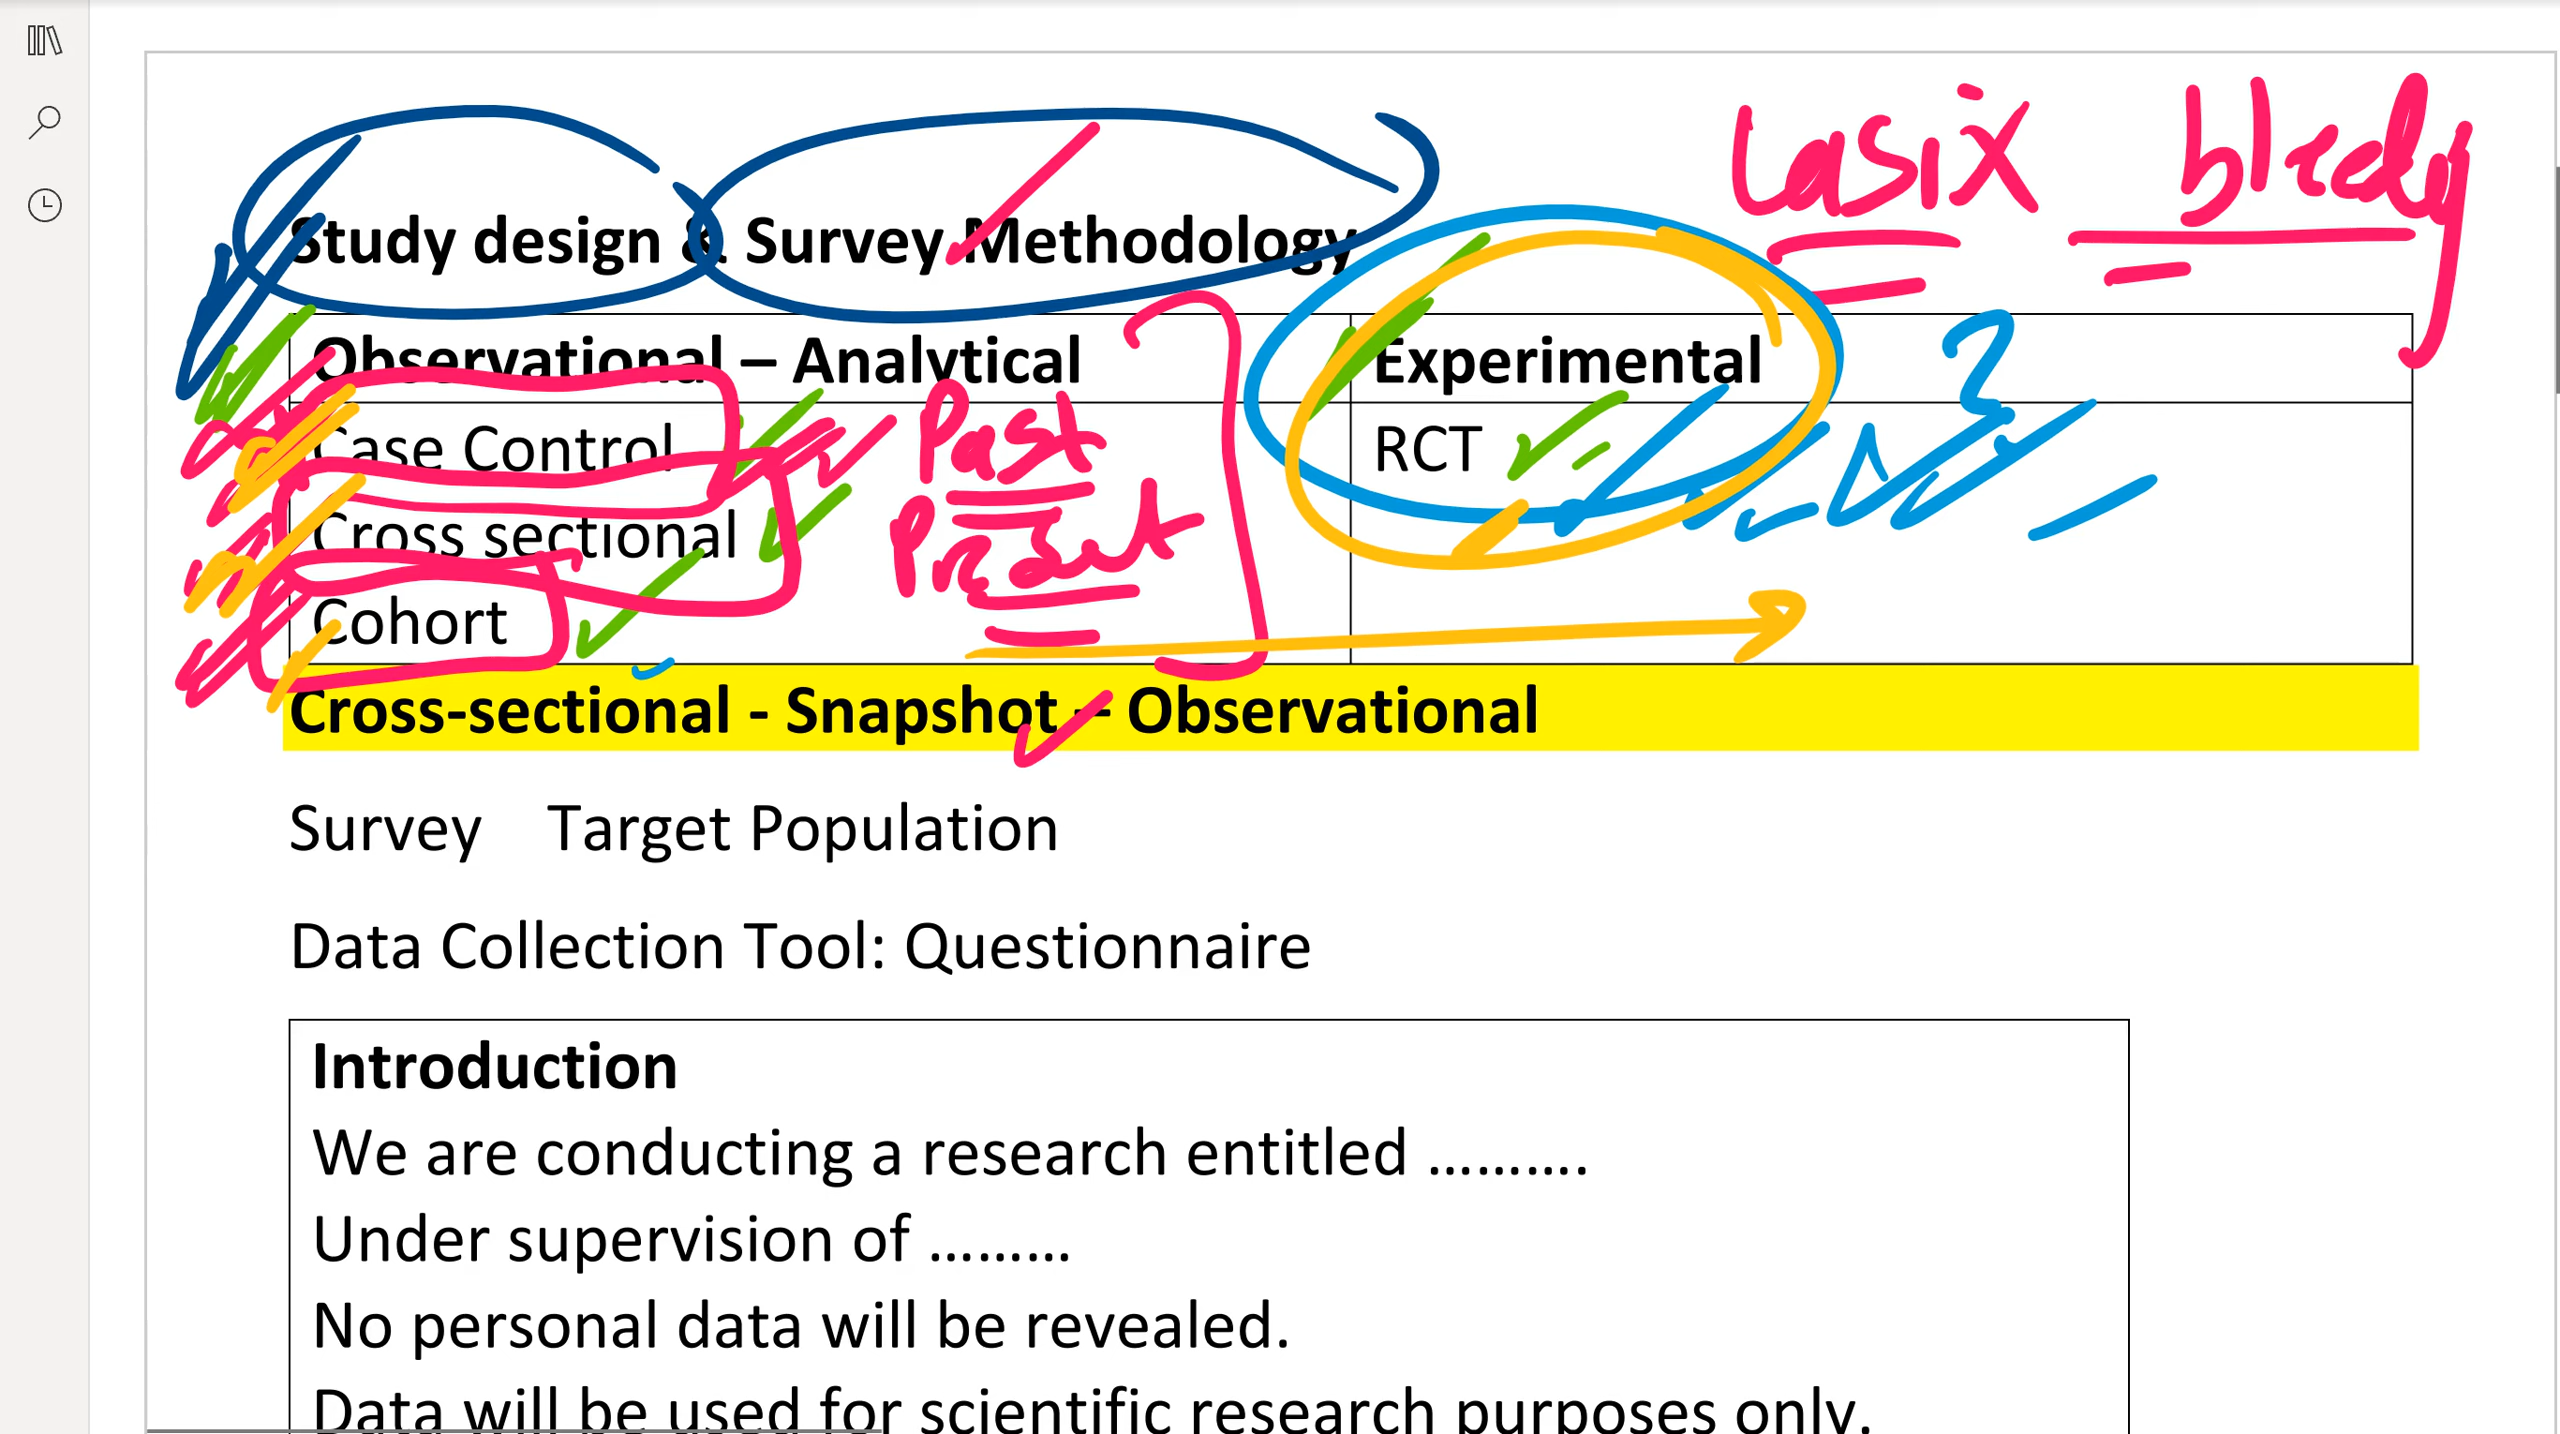 Lasix
Study design & Survey Methodology
Observational – Analytical Experimental
Case Control Past RCT
Cross sectional Present
Cohort
Cross-sectional - Snapshot – Observational
Survey Target Population
Data Collection Tool: Questionnaire
Introduction
We are conducting a research entitled ……….
Under supervision of ………
No personal data will be revealed.
Data will be used for scientific research purposes only.